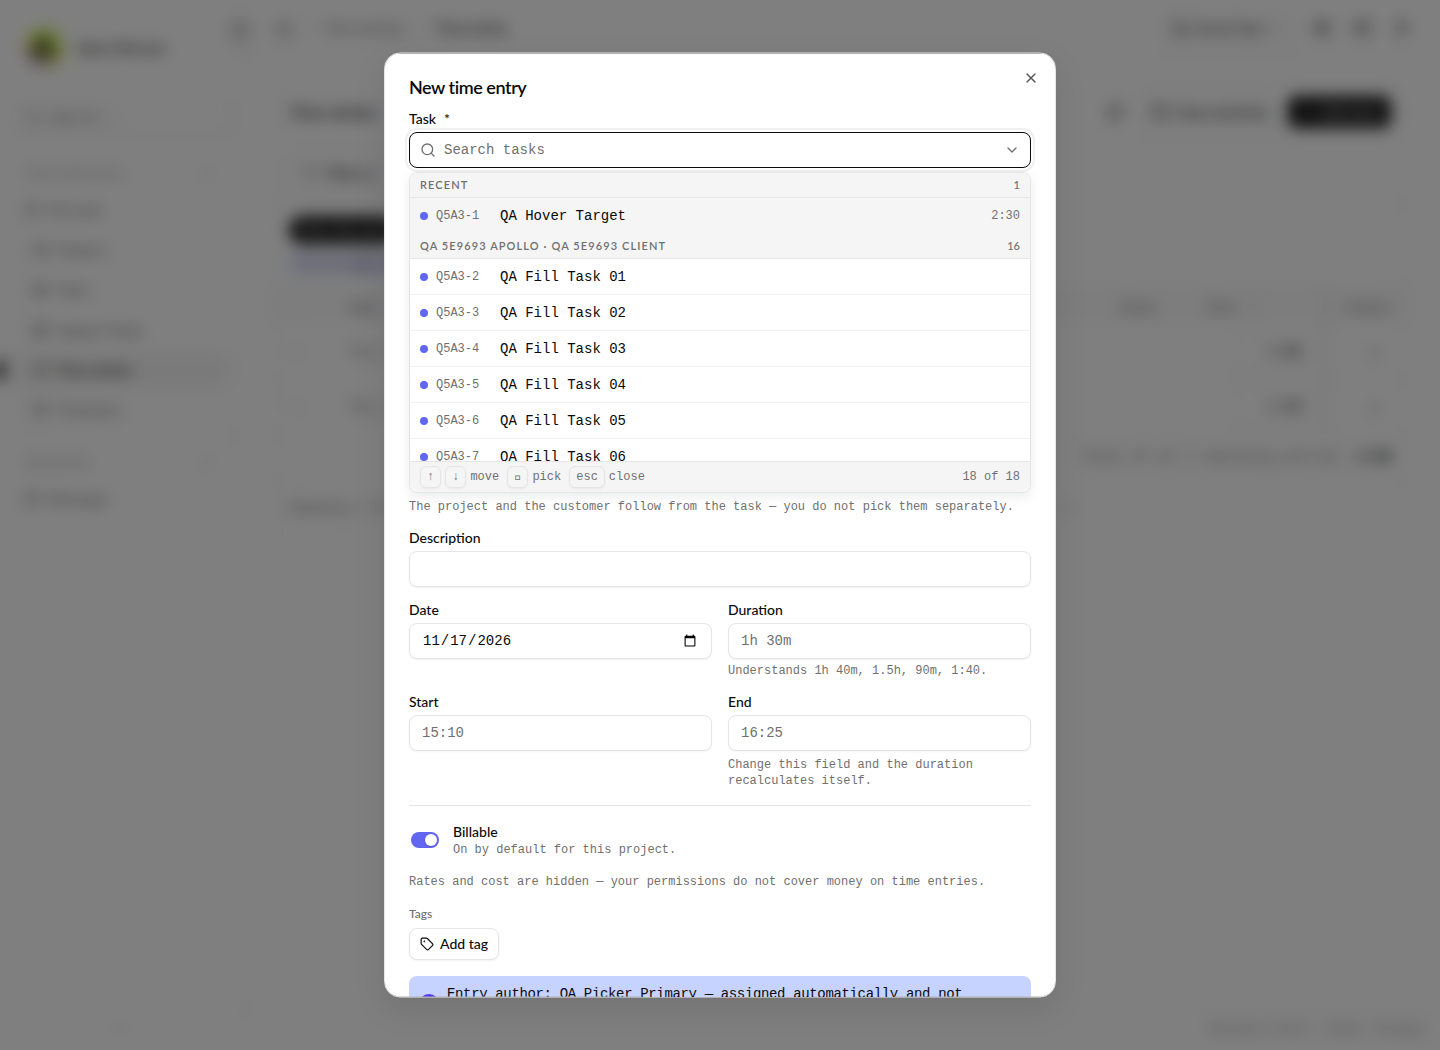 New time entry
Task *
Search tasks
RECENT 1
Q5A3-1 QA Hover Target 2:30
QA 5E9693 APOLLO · QA 5E9693 CLIENT 16
Q5A3-2 QA Fill Task 01
Q5A3-3 QA Fill Task 02
Q5A3-4 QA Fill Task 03
Q5A3-5 QA Fill Task 04
Q5A3-6 QA Fill Task 05
Q5A3-7 QA Fill Task 06
↑ ↓ move pick esc close 18 of 18
The project and the customer follow from the task — you do not pick them separately.
Description
Date Duration
11/17/2026 1h 30m
Understands 1h 40m, 1.5h, 90m, 1:40.
Start End
15:10 16:25
Change this field and the duration
recalculates itself.
Billable
On by default for this project.
Rates and cost are hidden — your permissions do not cover money on time entries.
Tags
Add tag
Entry author: QA Picker Primary — assigned automatically and not